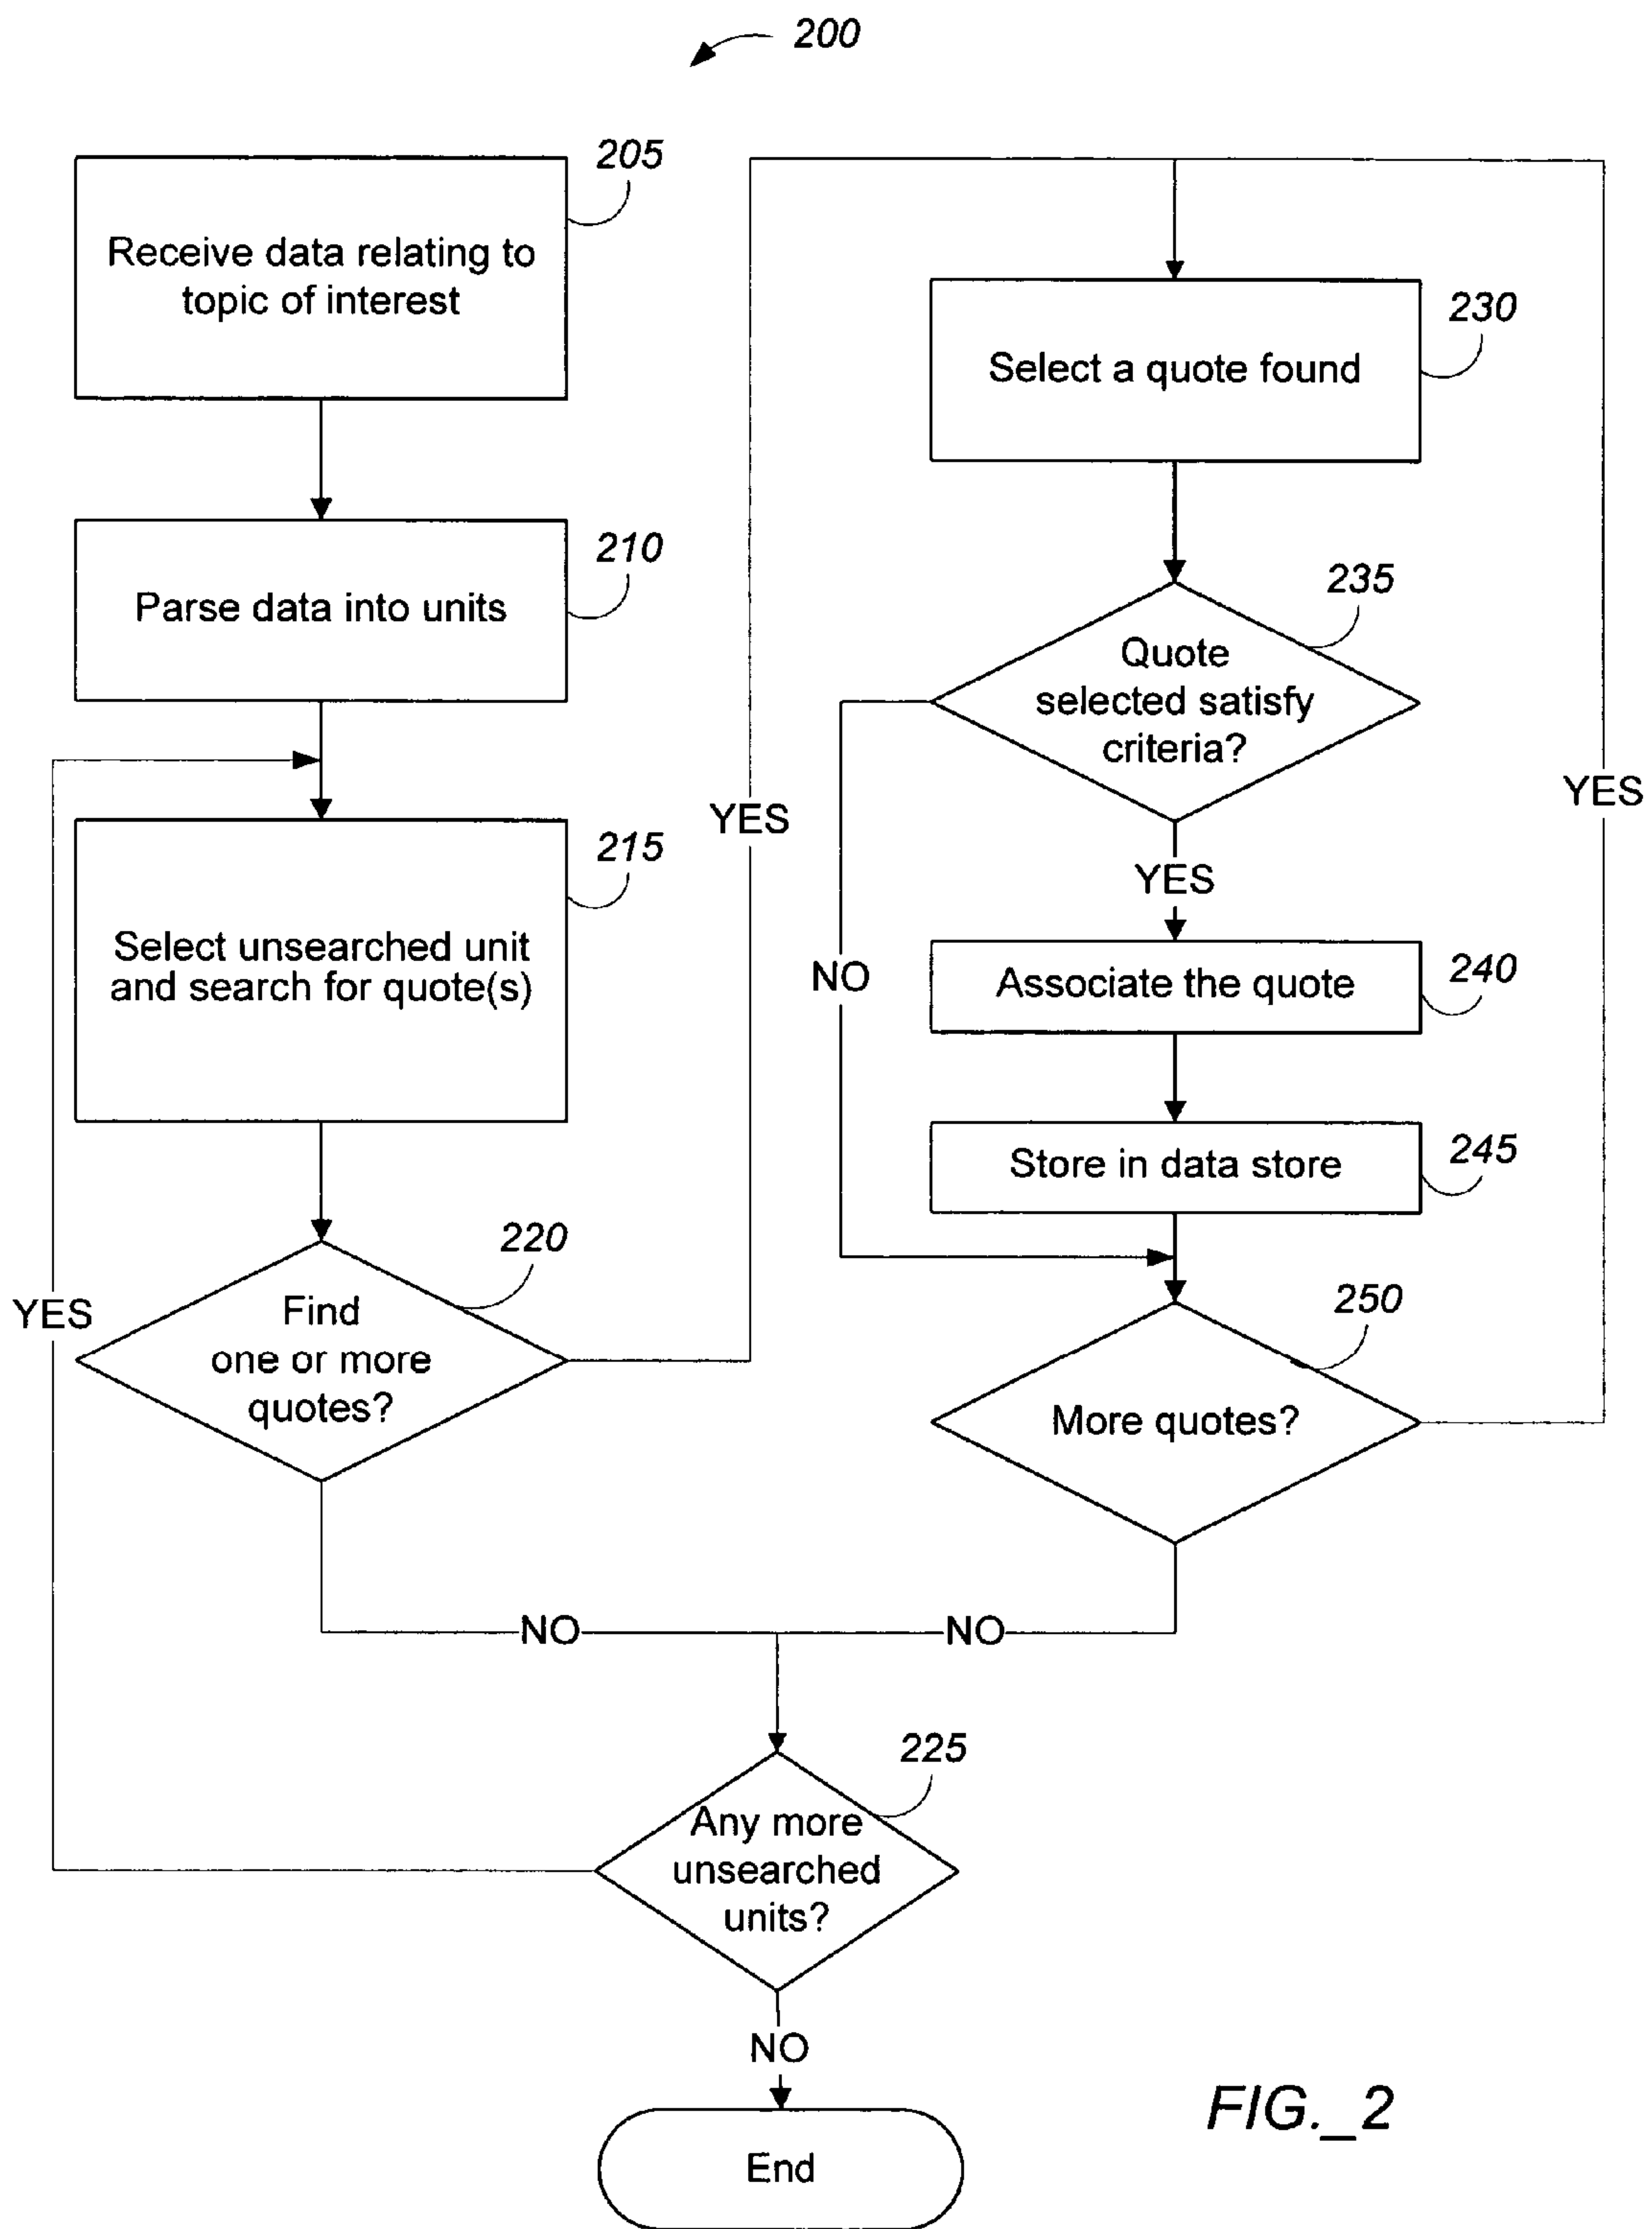 200
205
Receive data relating to
topic of interest
210
Parse data into units
215
Select unsearched unit
and search for quote(s)
220
Find
one or more
quotes?
YES
YES
NO
230
Select a quote found
235
Quote
selected satisfy
criteria?
YES
NO
240
Associate the quote
245
Store in data store
250
More quotes?
YES
NO
225
Any more
unsearched
units?
NO
End
FIG._2